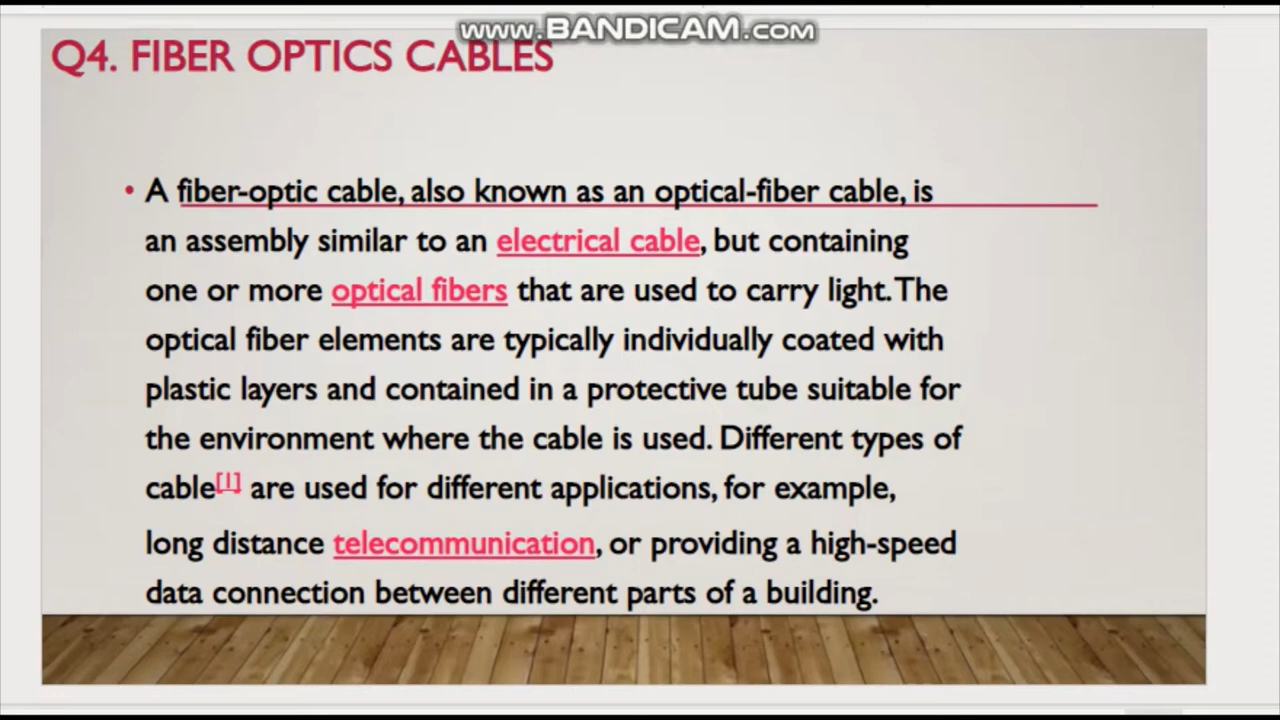 www.BANDICAM.com
Q4. FIBER OPTICS CABLES
• A fiber-optic cable, also known as an optical-fiber cable, is
an assembly similar to an electrical cable, but containing
one or more optical fibers that are used to carry light. The
optical fiber elements are typically individually coated with
plastic layers and contained in a protective tube suitable for
the environment where the cable is used. Different types of
cable[1] are used for different applications, for example,
long distance telecommunication, or providing a high-speed
data connection between different parts of a building.